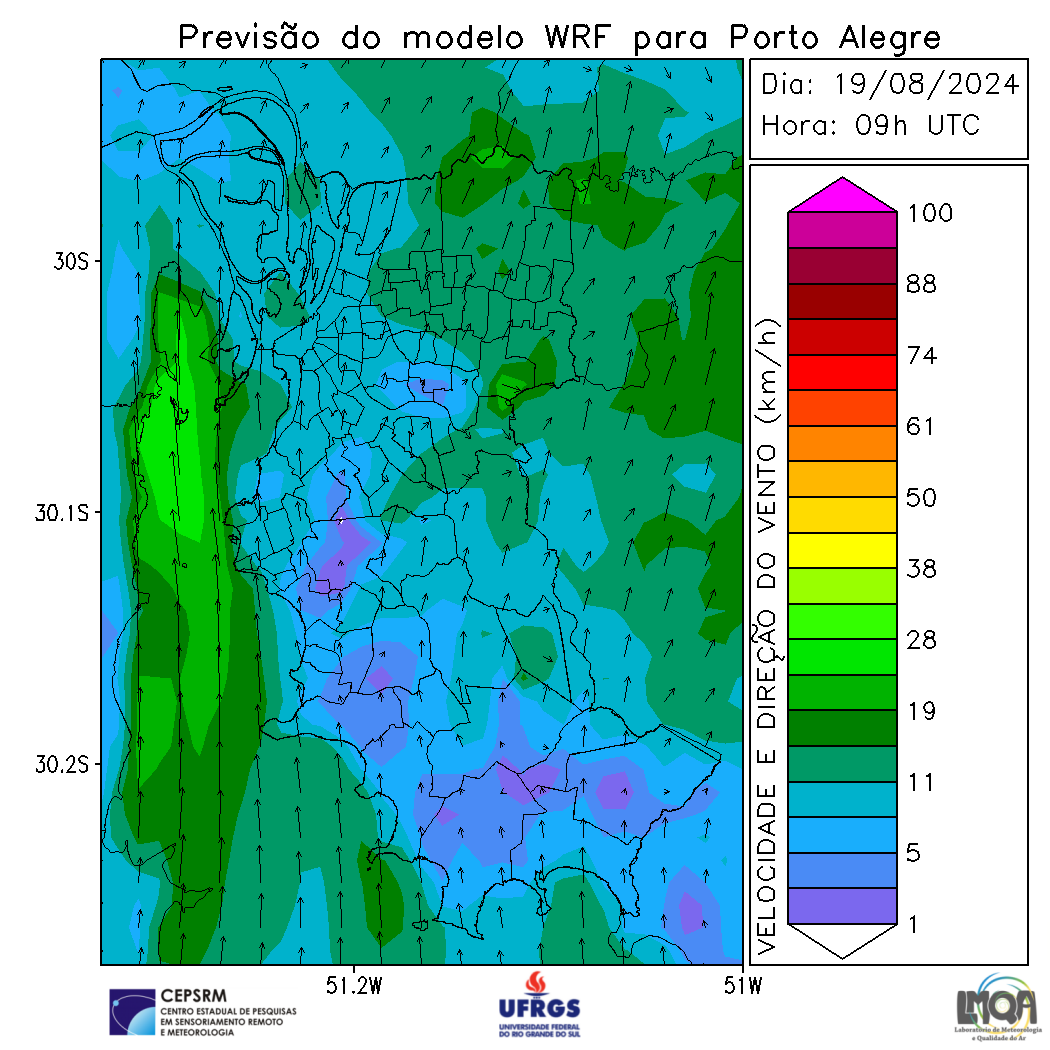 Previsão do modelo WRF para Porto Alegre
Dia: 19/08/2024
Hora: 09h UTC
30S
30.1S
30.2S
51.2W
51W
VELOCIDADE E DIREÇÃO DO VENTO (km/h)
100
88
74
61
50
38
28
19
11
5
1
CEPSRM
CENTRO ESTADUAL DE PESQUISAS
EM SENSORIAMENTO REMOTO
E METEOROLOGIA
UFRGS
UNIVERSIDADE FEDERAL
DO RIO GRANDE DO SUL
LMQA
Laboratório de Meteorologia
e Qualidade do Ar